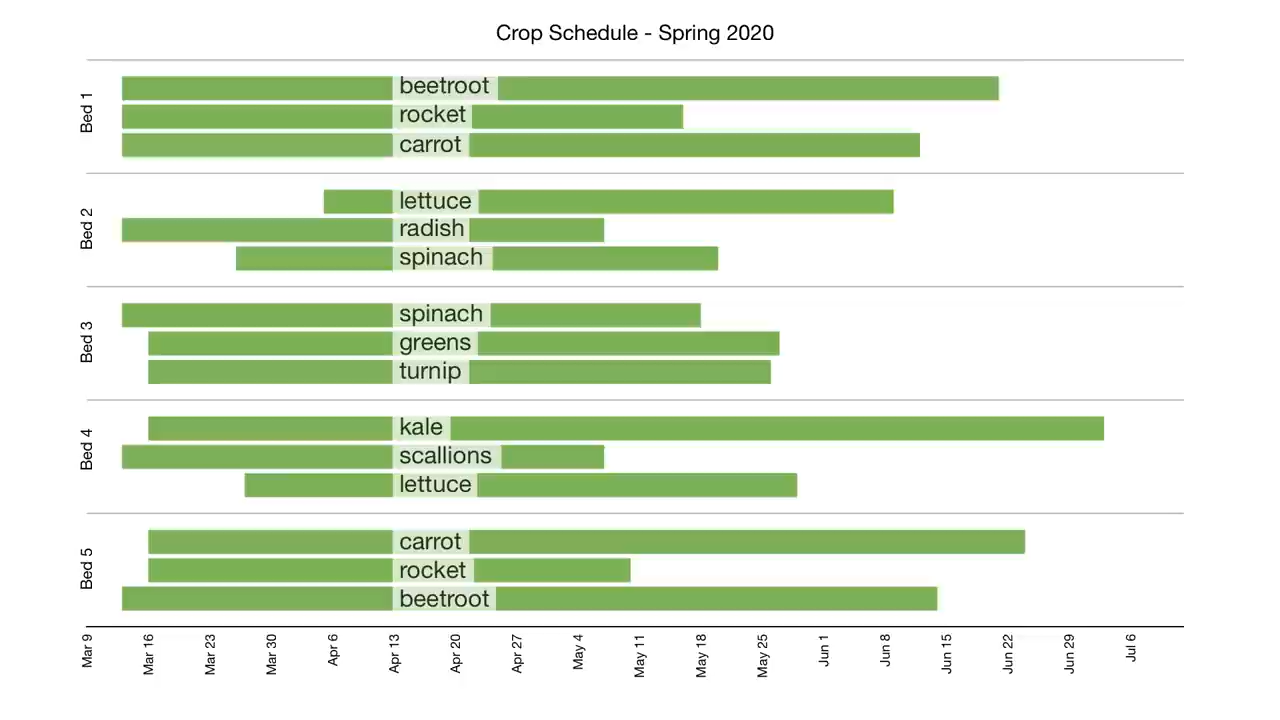 Crop Schedule - Spring 2020
Bed 1
beetroot
rocket
carrot
Bed 2
lettuce
radish
spinach
Bed 3
spinach
greens
turnip
Bed 4
kale
scallions
lettuce
Bed 5
carrot
rocket
beetroot
Mar 9
Mar 16
Mar 23
Mar 30
Apr 6
Apr 13
Apr 20
Apr 27
May 4
May 11
May 18
May 25
Jun 1
Jun 8
Jun 15
Jun 22
Jun 29
Jul 6